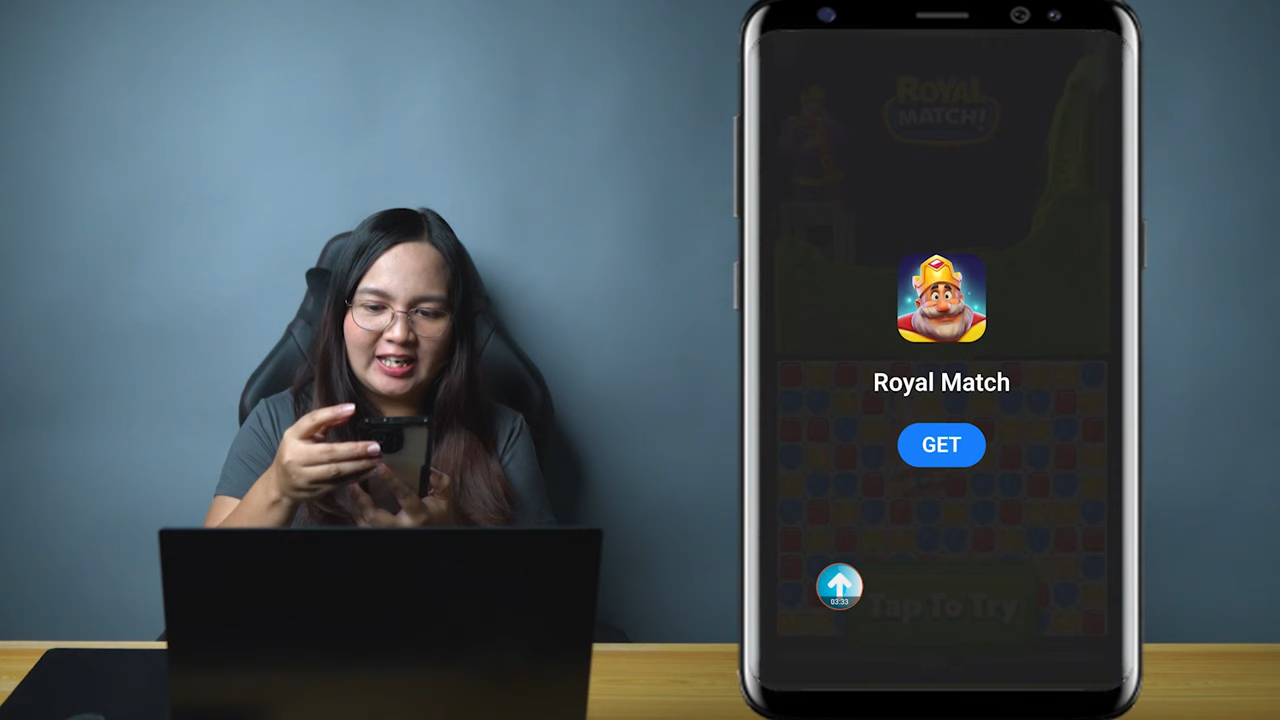 ROYAL
MATCH!
Royal Match
GET
03:33
Tap To Try